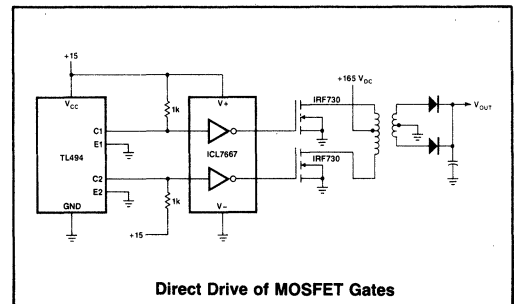 +15
+165 V_DC
V_CC
1k
V+
IRF730
V_OUT
C1
E1
TL494
ICL7667
IRF730
C2
E2
GND
1k
V−
+15
Direct Drive of MOSFET Gates